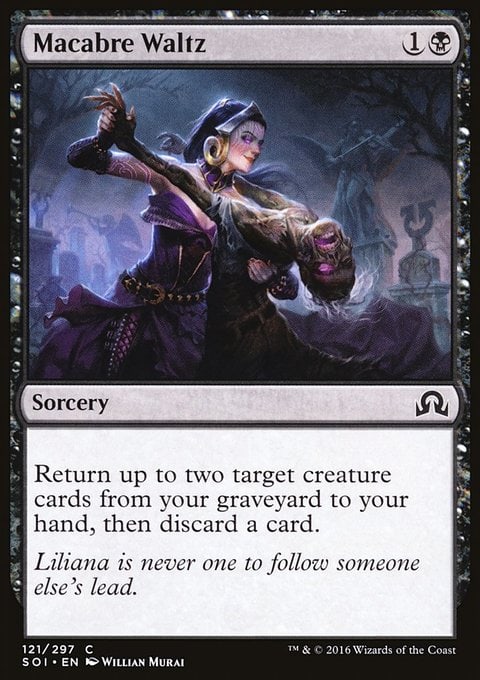 Macabre Waltz 1
Sorcery
Return up to two target creature
cards from your graveyard to your
hand, then discard a card.
Liliana is never one to follow someone
else's lead.
121/297 C
SOI • EN Willian Murai
™ & © 2016 Wizards of the Coast